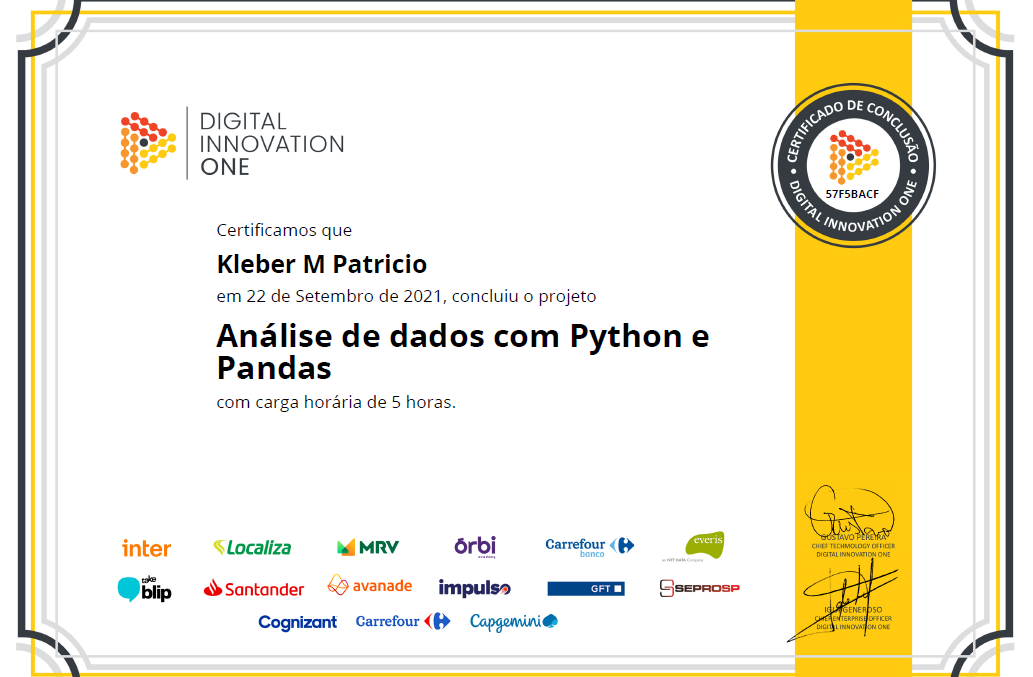 DIGITAL
INNOVATION
ONE
CERTIFICADO DE CONCLUSÃO
57F5BACF
DIGITAL INNOVATION ONE
Certificamos que
Kleber M Patricio
em 22 de Setembro de 2021, concluiu o projeto
Análise de dados com Python e
Pandas
com carga horária de 5 horas.
inter
Localiza
MRV
órbi
academy
Carrefour
banco
everis
an NTT DATA Company
take
blip
Santander
avanade
impulso
GFT
SEPROSP
Cognizant
Carrefour
Capgemini
GUSTAVO PEREIRA
CHIEF TECHNOLOGY OFFICER
DIGITAL INNOVATION ONE
GENEROSO
CHIEF ENTERPRISE OFFICER
DIGITAL INNOVATION ONE